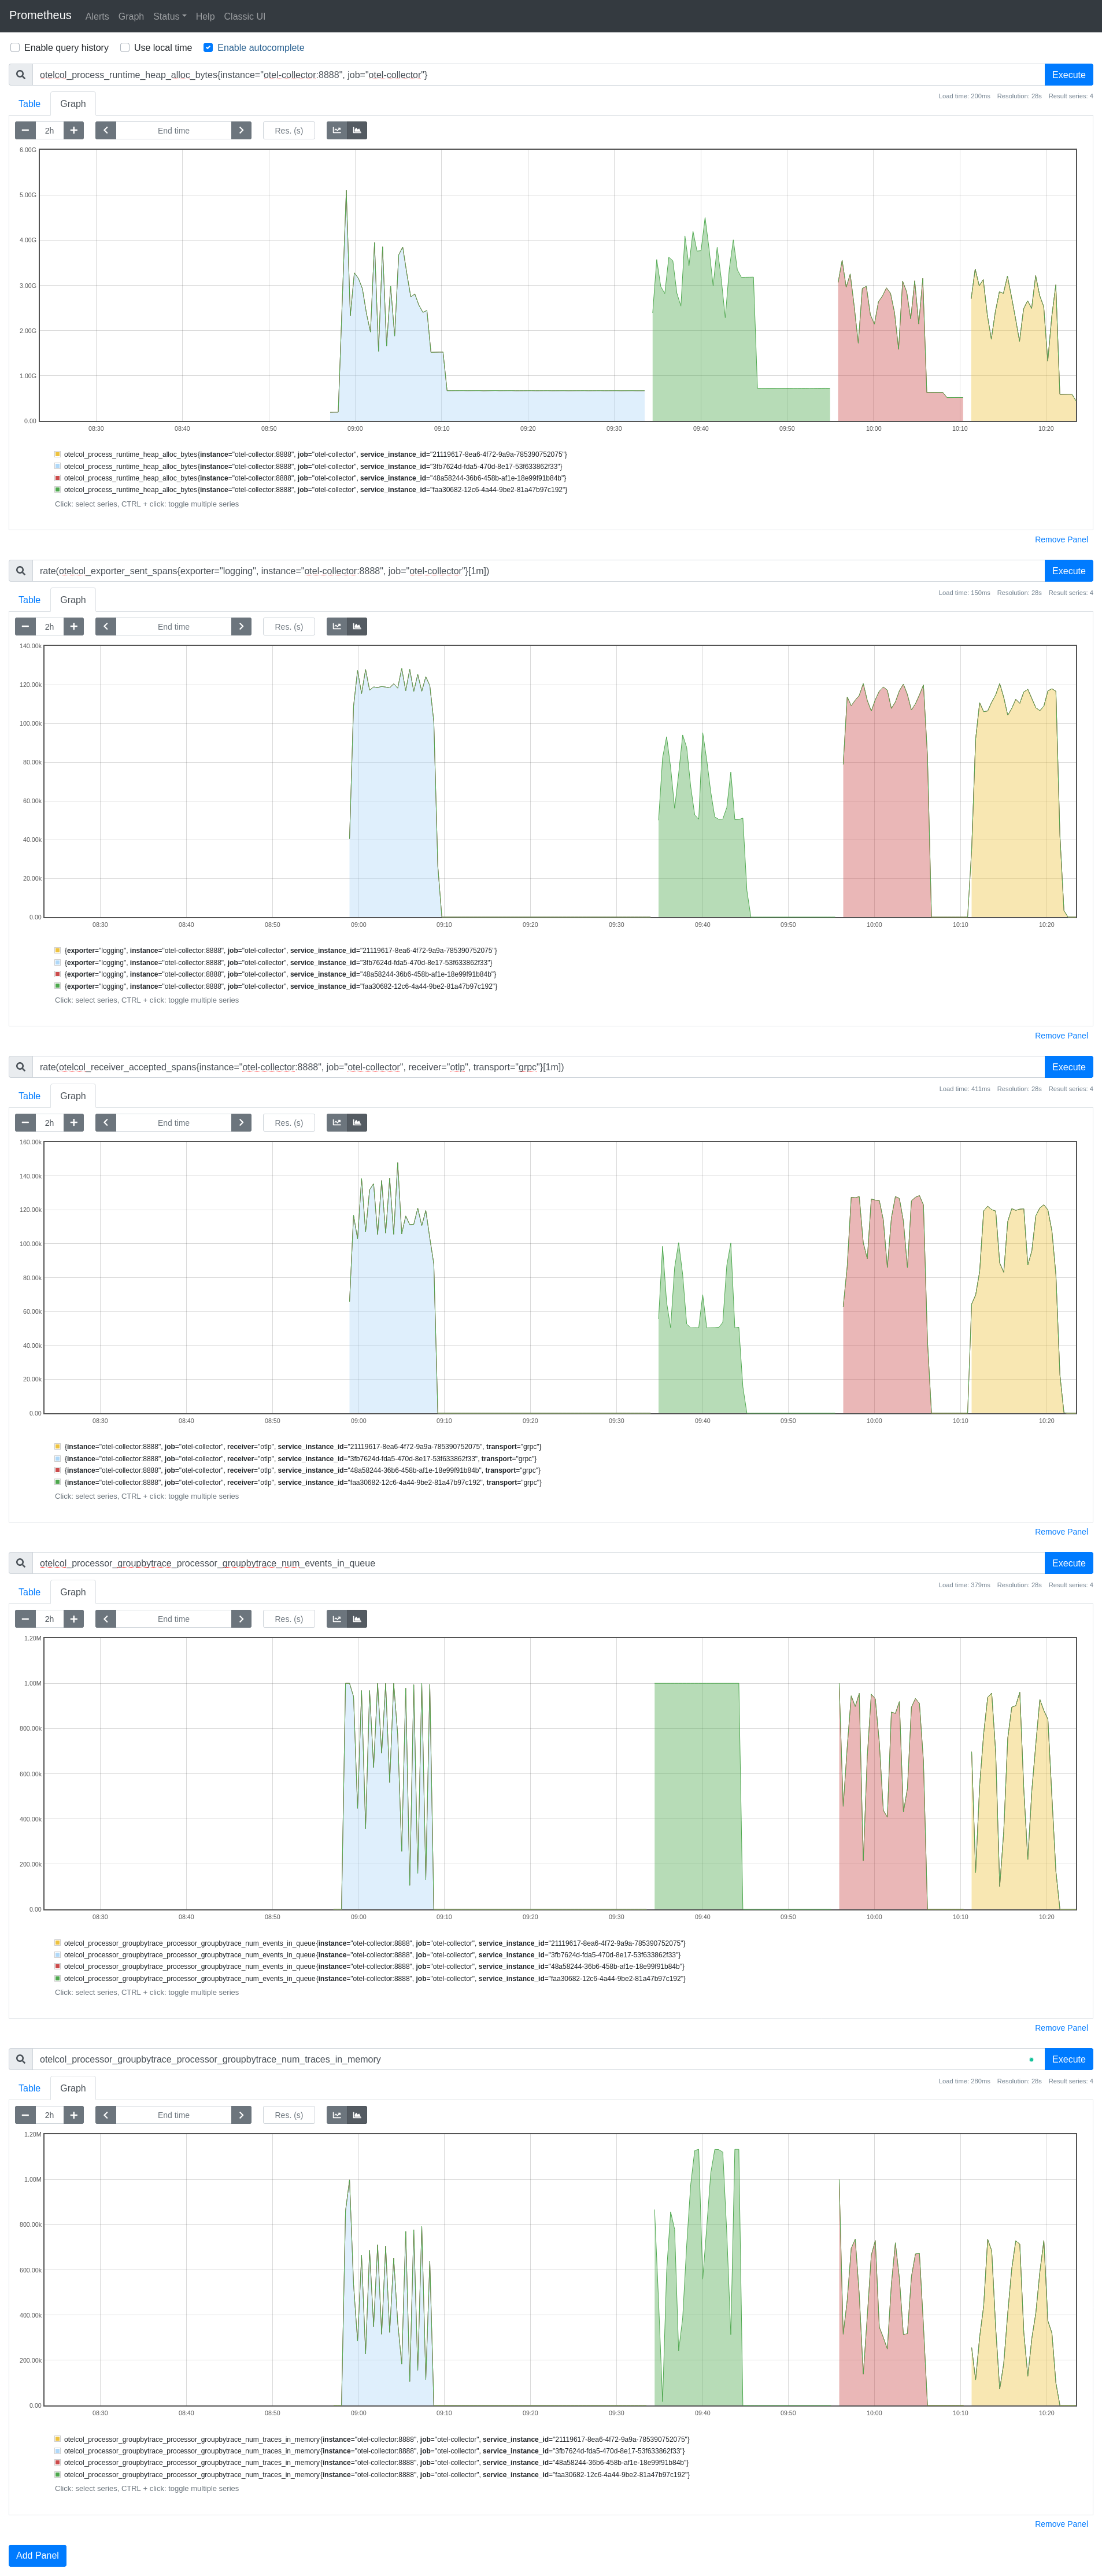 Prometheus Alerts Graph Status Help Classic UI
Enable query history Use local time Enable autocomplete
otelcol_process_runtime_heap_alloc_bytes{instance="otel-collector:8888", job="otel-collector"} Execute
Table Graph Load time: 200ms Resolution: 28s Result series: 4
2h End time Res. (s)
6.00G
5.00G
4.00G
3.00G
2.00G
1.00G
0.00
08:30 08:40 08:50 09:00 09:10 09:20 09:30 09:40 09:50 10:00 10:10 10:20
otelcol_process_runtime_heap_alloc_bytes{instance="otel-collector:8888", job="otel-collector", service_instance_id="21119617-8ea6-4f72-9a9a-785390752075"}
otelcol_process_runtime_heap_alloc_bytes{instance="otel-collector:8888", job="otel-collector", service_instance_id="3fb7624d-fda5-470d-8e17-53f633862f33"}
otelcol_process_runtime_heap_alloc_bytes{instance="otel-collector:8888", job="otel-collector", service_instance_id="48a58244-36b6-458b-af1e-18e99f91b84b"}
otelcol_process_runtime_heap_alloc_bytes{instance="otel-collector:8888", job="otel-collector", service_instance_id="faa30682-12c6-4a44-9be2-81a47b97c192"}
Click: select series, CTRL + click: toggle multiple series
Remove Panel
rate(otelcol_exporter_sent_spans{exporter="logging", instance="otel-collector:8888", job="otel-collector"}[1m]) Execute
Table Graph Load time: 150ms Resolution: 28s Result series: 4
2h End time Res. (s)
140.00k
120.00k
100.00k
80.00k
60.00k
40.00k
20.00k
0.00
08:30 08:40 08:50 09:00 09:10 09:20 09:30 09:40 09:50 10:00 10:10 10:20
{exporter="logging", instance="otel-collector:8888", job="otel-collector", service_instance_id="21119617-8ea6-4f72-9a9a-785390752075"}
{exporter="logging", instance="otel-collector:8888", job="otel-collector", service_instance_id="3fb7624d-fda5-470d-8e17-53f633862f33"}
{exporter="logging", instance="otel-collector:8888", job="otel-collector", service_instance_id="48a58244-36b6-458b-af1e-18e99f91b84b"}
{exporter="logging", instance="otel-collector:8888", job="otel-collector", service_instance_id="faa30682-12c6-4a44-9be2-81a47b97c192"}
Click: select series, CTRL + click: toggle multiple series
Remove Panel
rate(otelcol_receiver_accepted_spans{instance="otel-collector:8888", job="otel-collector", receiver="otlp", transport="grpc"}[1m]) Execute
Table Graph Load time: 411ms Resolution: 28s Result series: 4
2h End time Res. (s)
160.00k
140.00k
120.00k
100.00k
80.00k
60.00k
40.00k
20.00k
0.00
08:30 08:40 08:50 09:00 09:10 09:20 09:30 09:40 09:50 10:00 10:10 10:20
{instance="otel-collector:8888", job="otel-collector", receiver="otlp", service_instance_id="21119617-8ea6-4f72-9a9a-785390752075", transport="grpc"}
{instance="otel-collector:8888", job="otel-collector", receiver="otlp", service_instance_id="3fb7624d-fda5-470d-8e17-53f633862f33", transport="grpc"}
{instance="otel-collector:8888", job="otel-collector", receiver="otlp", service_instance_id="48a58244-36b6-458b-af1e-18e99f91b84b", transport="grpc"}
{instance="otel-collector:8888", job="otel-collector", receiver="otlp", service_instance_id="faa30682-12c6-4a44-9be2-81a47b97c192", transport="grpc"}
Click: select series, CTRL + click: toggle multiple series
Remove Panel
otelcol_processor_groupbytrace_processor_groupbytrace_num_events_in_queue Execute
Table Graph Load time: 379ms Resolution: 28s Result series: 4
2h End time Res. (s)
1.20M
1.00M
800.00k
600.00k
400.00k
200.00k
0.00
08:30 08:40 08:50 09:00 09:10 09:20 09:30 09:40 09:50 10:00 10:10 10:20
otelcol_processor_groupbytrace_processor_groupbytrace_num_events_in_queue{instance="otel-collector:8888", job="otel-collector", service_instance_id="21119617-8ea6-4f72-9a9a-785390752075"}
otelcol_processor_groupbytrace_processor_groupbytrace_num_events_in_queue{instance="otel-collector:8888", job="otel-collector", service_instance_id="3fb7624d-fda5-470d-8e17-53f633862f33"}
otelcol_processor_groupbytrace_processor_groupbytrace_num_events_in_queue{instance="otel-collector:8888", job="otel-collector", service_instance_id="48a58244-36b6-458b-af1e-18e99f91b84b"}
otelcol_processor_groupbytrace_processor_groupbytrace_num_events_in_queue{instance="otel-collector:8888", job="otel-collector", service_instance_id="faa30682-12c6-4a44-9be2-81a47b97c192"}
Click: select series, CTRL + click: toggle multiple series
Remove Panel
otelcol_processor_groupbytrace_processor_groupbytrace_num_traces_in_memory Execute
Table Graph Load time: 280ms Resolution: 28s Result series: 4
2h End time Res. (s)
1.20M
1.00M
800.00k
600.00k
400.00k
200.00k
0.00
08:30 08:40 08:50 09:00 09:10 09:20 09:30 09:40 09:50 10:00 10:10 10:20
otelcol_processor_groupbytrace_processor_groupbytrace_num_traces_in_memory{instance="otel-collector:8888", job="otel-collector", service_instance_id="21119617-8ea6-4f72-9a9a-785390752075"}
otelcol_processor_groupbytrace_processor_groupbytrace_num_traces_in_memory{instance="otel-collector:8888", job="otel-collector", service_instance_id="3fb7624d-fda5-470d-8e17-53f633862f33"}
otelcol_processor_groupbytrace_processor_groupbytrace_num_traces_in_memory{instance="otel-collector:8888", job="otel-collector", service_instance_id="48a58244-36b6-458b-af1e-18e99f91b84b"}
otelcol_processor_groupbytrace_processor_groupbytrace_num_traces_in_memory{instance="otel-collector:8888", job="otel-collector", service_instance_id="faa30682-12c6-4a44-9be2-81a47b97c192"}
Click: select series, CTRL + click: toggle multiple series
Remove Panel
Add Panel